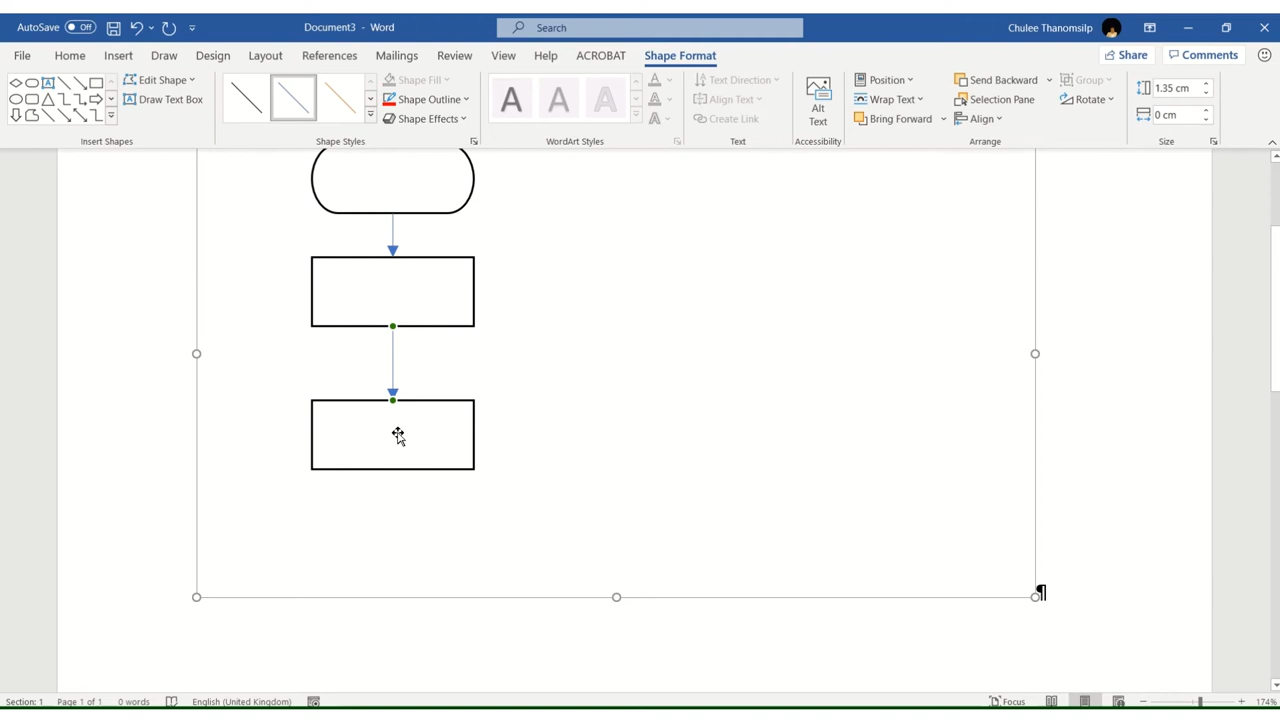 AutoSave Off Document3 - Word Search Chulee Thanomsilp
File Home Insert Draw Design Layout References Mailings Review View Help ACROBAT Shape Format Share Comments
Edit Shape Shape Fill Text Direction Position Send Backward Group 1.35 cm
Draw Text Box Shape Outline A A A Align Text Alt Text Wrap Text Selection Pane Rotate
Shape Effects Create Link Bring Forward Align 0 cm
Insert Shapes Shape Styles WordArt Styles Text Accessibility Arrange Size
¶
Section: 1 Page 1 of 1 0 words English (United Kingdom) Focus 174%